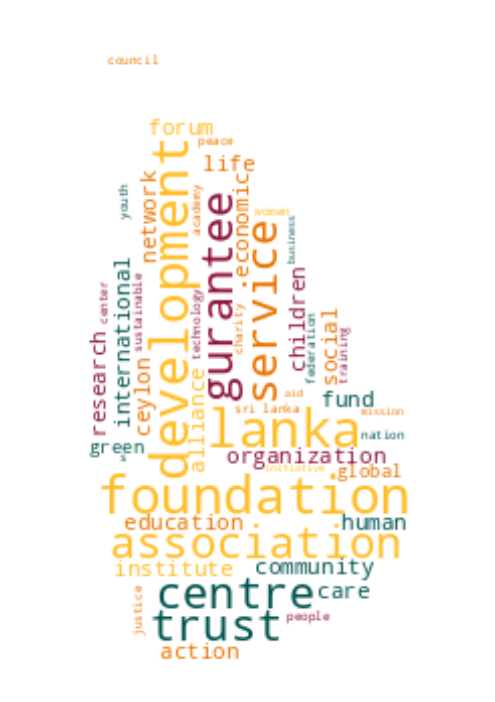 council
forum
peace
life
development
network
youth
academy
economic
women
gurantee
service
business
international
sustainable
center
research
ceylon
technology
charity
children
federation
social
training
alliance
aid
sri lanka
fund
mission
lanka
nation
green
organization
initiative
global
foundation
education
human
association
institute
community
centre
care
justice
trust
people
action